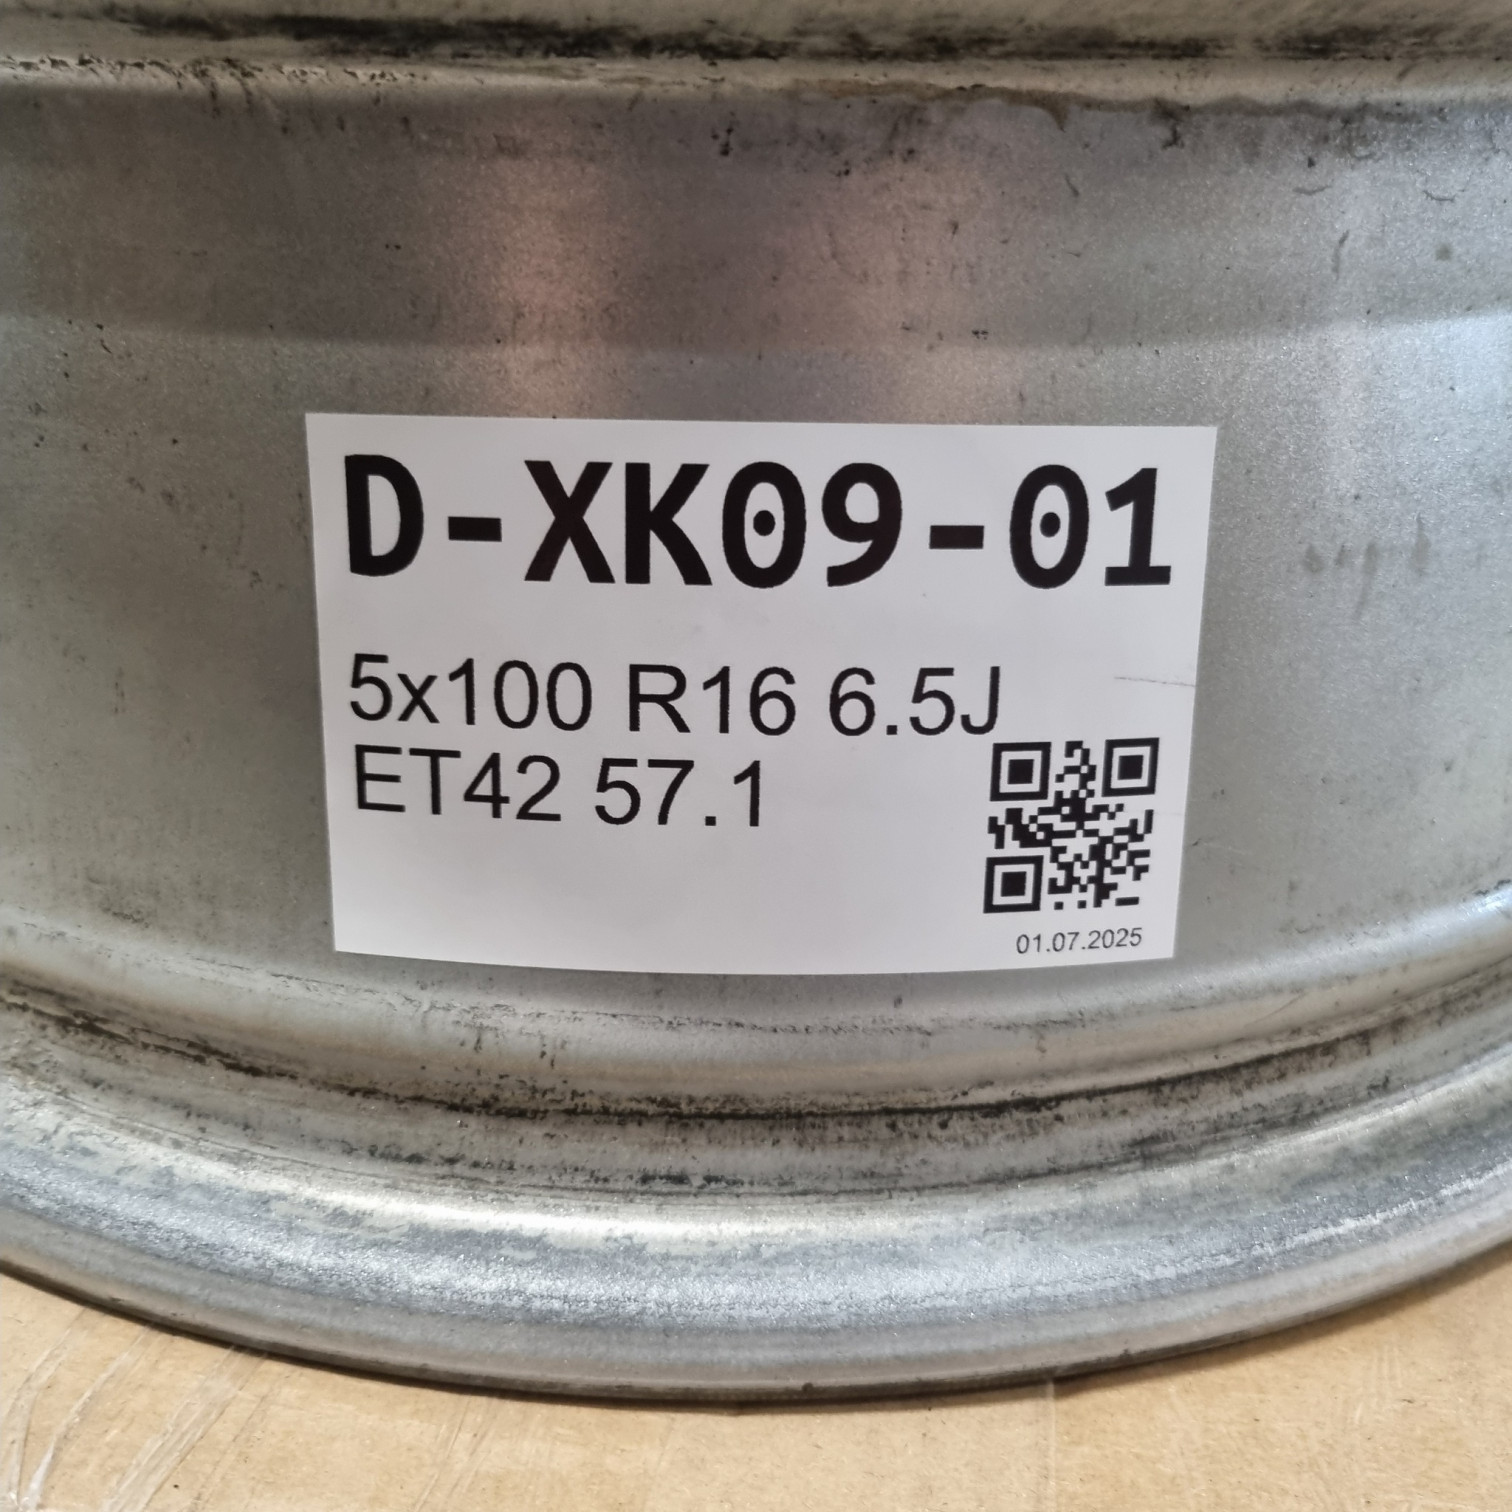 D-XK09-01
5x100 R16 6.5J
ET42 57.1
01.07.2025